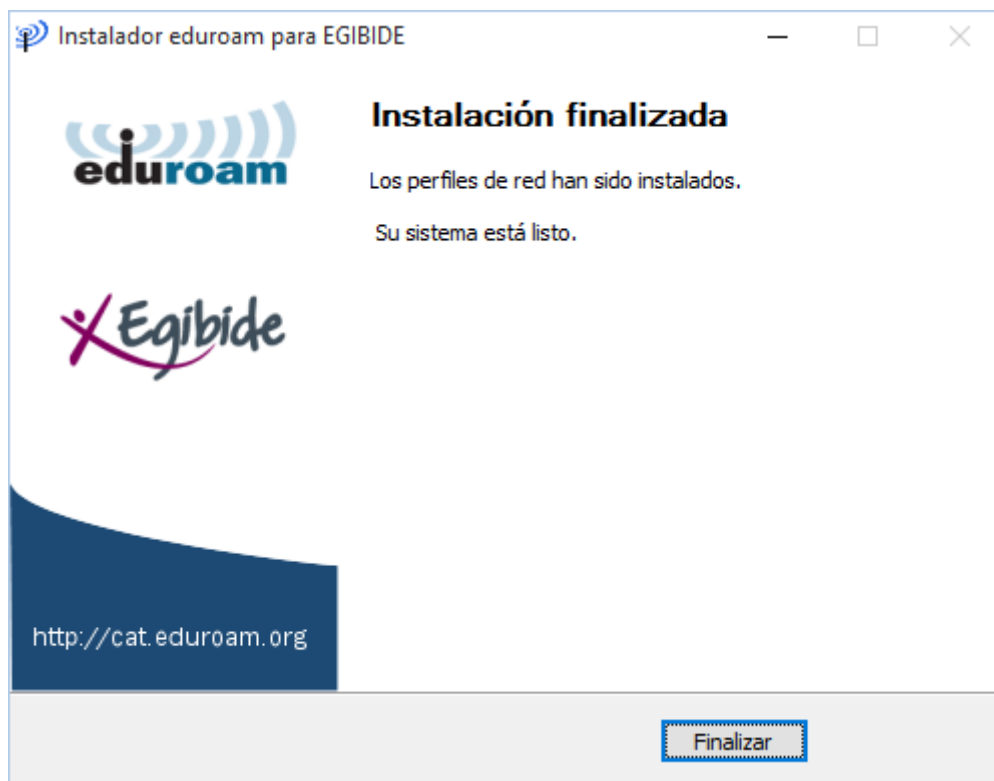 Instalador eduroam para EGIBIDE
eduroam
Instalación finalizada
Los perfiles de red han sido instalados.
Su sistema está listo.
Egibide
http://cat.eduroam.org
Finalizar